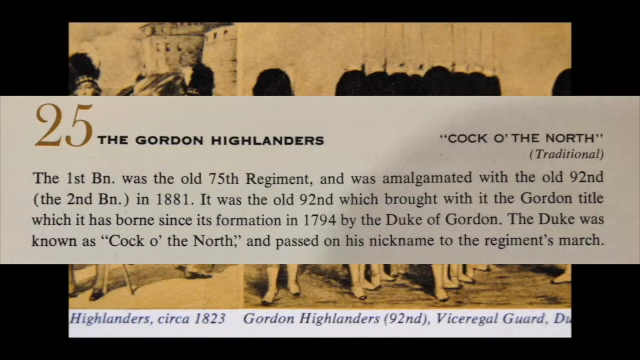 25 THE GORDON HIGHLANDERS "COCK O' THE NORTH"
(Traditional)
The 1st Bn. was the old 75th Regiment, and was amalgamated with the old 92nd
(the 2nd Bn.) in 1881. It was the old 92nd which brought with it the Gordon title
which it has borne since its formation in 1794 by the Duke of Gordon. The Duke was
known as "Cock o' the North," and passed on his nickname to the regiment's march.
Highlanders, circa 1823 Gordon Highlanders (92nd), Viceregal Guard, Du